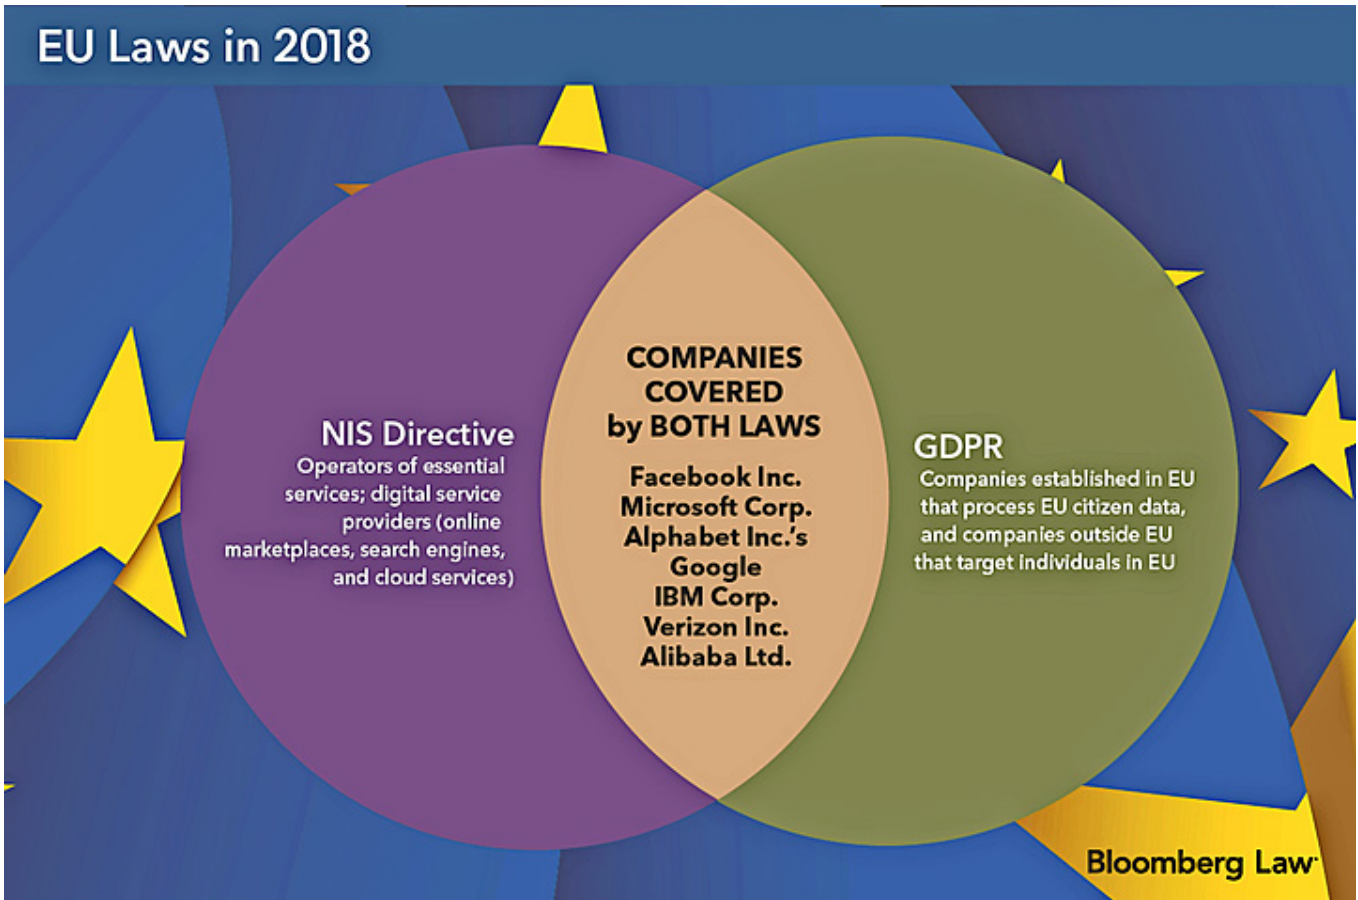 EU Laws in 2018
NIS Directive
Operators of essential
services; digital service
providers (online
marketplaces, search engines,
and cloud services)
COMPANIES
COVERED
by BOTH LAWS
Facebook Inc.
Microsoft Corp.
Alphabet Inc.'s
Google
IBM Corp.
Verizon Inc.
Alibaba Ltd.
GDPR
Companies established in EU
that process EU citizen data,
and companies outside EU
that target individuals in EU
Bloomberg Law